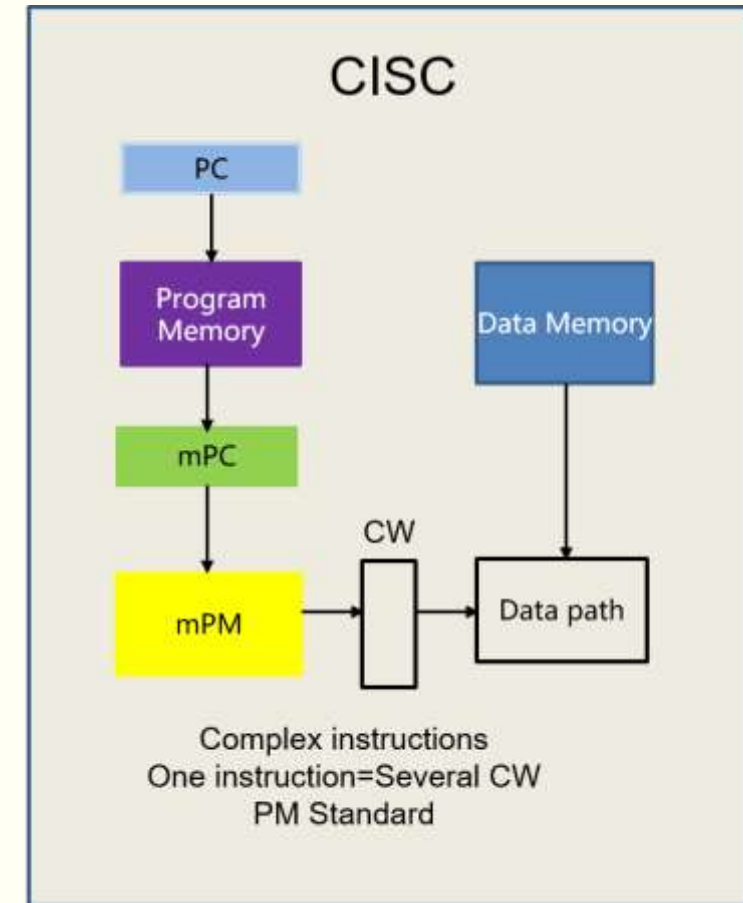 CISC
PC
Program
Memory
Data Memory
mPC
CW
mPM
Data path
Complex instructions
One instruction=Several CW
PM Standard